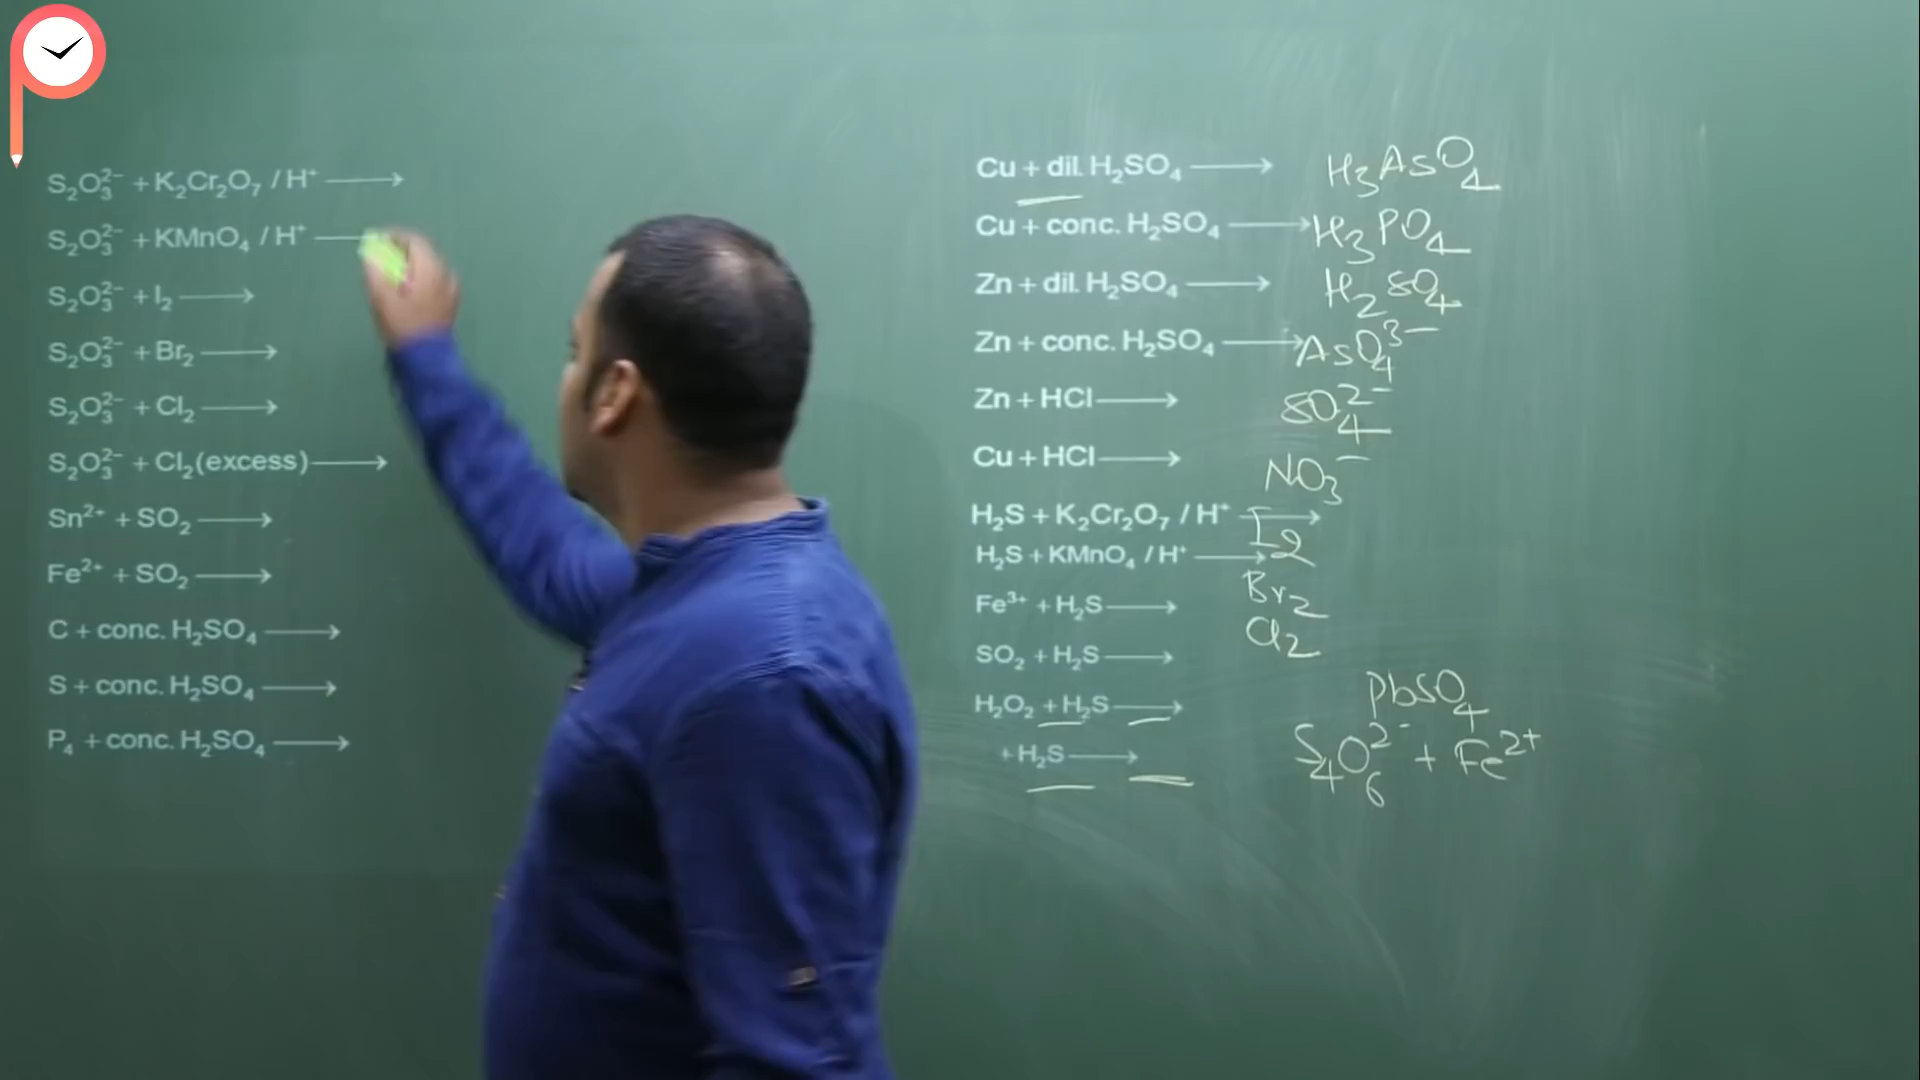 S₂O₃²⁻ + K₂Cr₂O₇ / H⁺ ⟶
S₂O₃²⁻ + KMnO₄ / H⁺ ⟶
S₂O₃²⁻ + I₂ ⟶
S₂O₃²⁻ + Br₂ ⟶
S₂O₃²⁻ + Cl₂ ⟶
S₂O₃²⁻ + Cl₂(excess) ⟶
Sn²⁺ + SO₂ ⟶
Fe²⁺ + SO₂ ⟶
C + conc. H₂SO₄ ⟶
S + conc. H₂SO₄ ⟶
P₄ + conc. H₂SO₄ ⟶
Cu + dil. H₂SO₄ ⟶
Cu + conc. H₂SO₄ ⟶
Zn + dil. H₂SO₄ ⟶
Zn + conc. H₂SO₄ ⟶
Zn + HCl ⟶
Cu + HCl ⟶
H₂S + K₂Cr₂O₇ / H⁺ ⟶
H₂S + KMnO₄ / H⁺ ⟶
Fe³⁺ + H₂S ⟶
SO₂ + H₂S ⟶
H₂O₂ + H₂S ⟶
+ H₂S ⟶
H₃AsO₄
H₃PO₄
H₂SO₄
AsO₄³⁻
SO₄²⁻
NO₃⁻
I₂
Br₂
Cl₂
PbSO₄
S₄O₆²⁻ + Fe²⁺